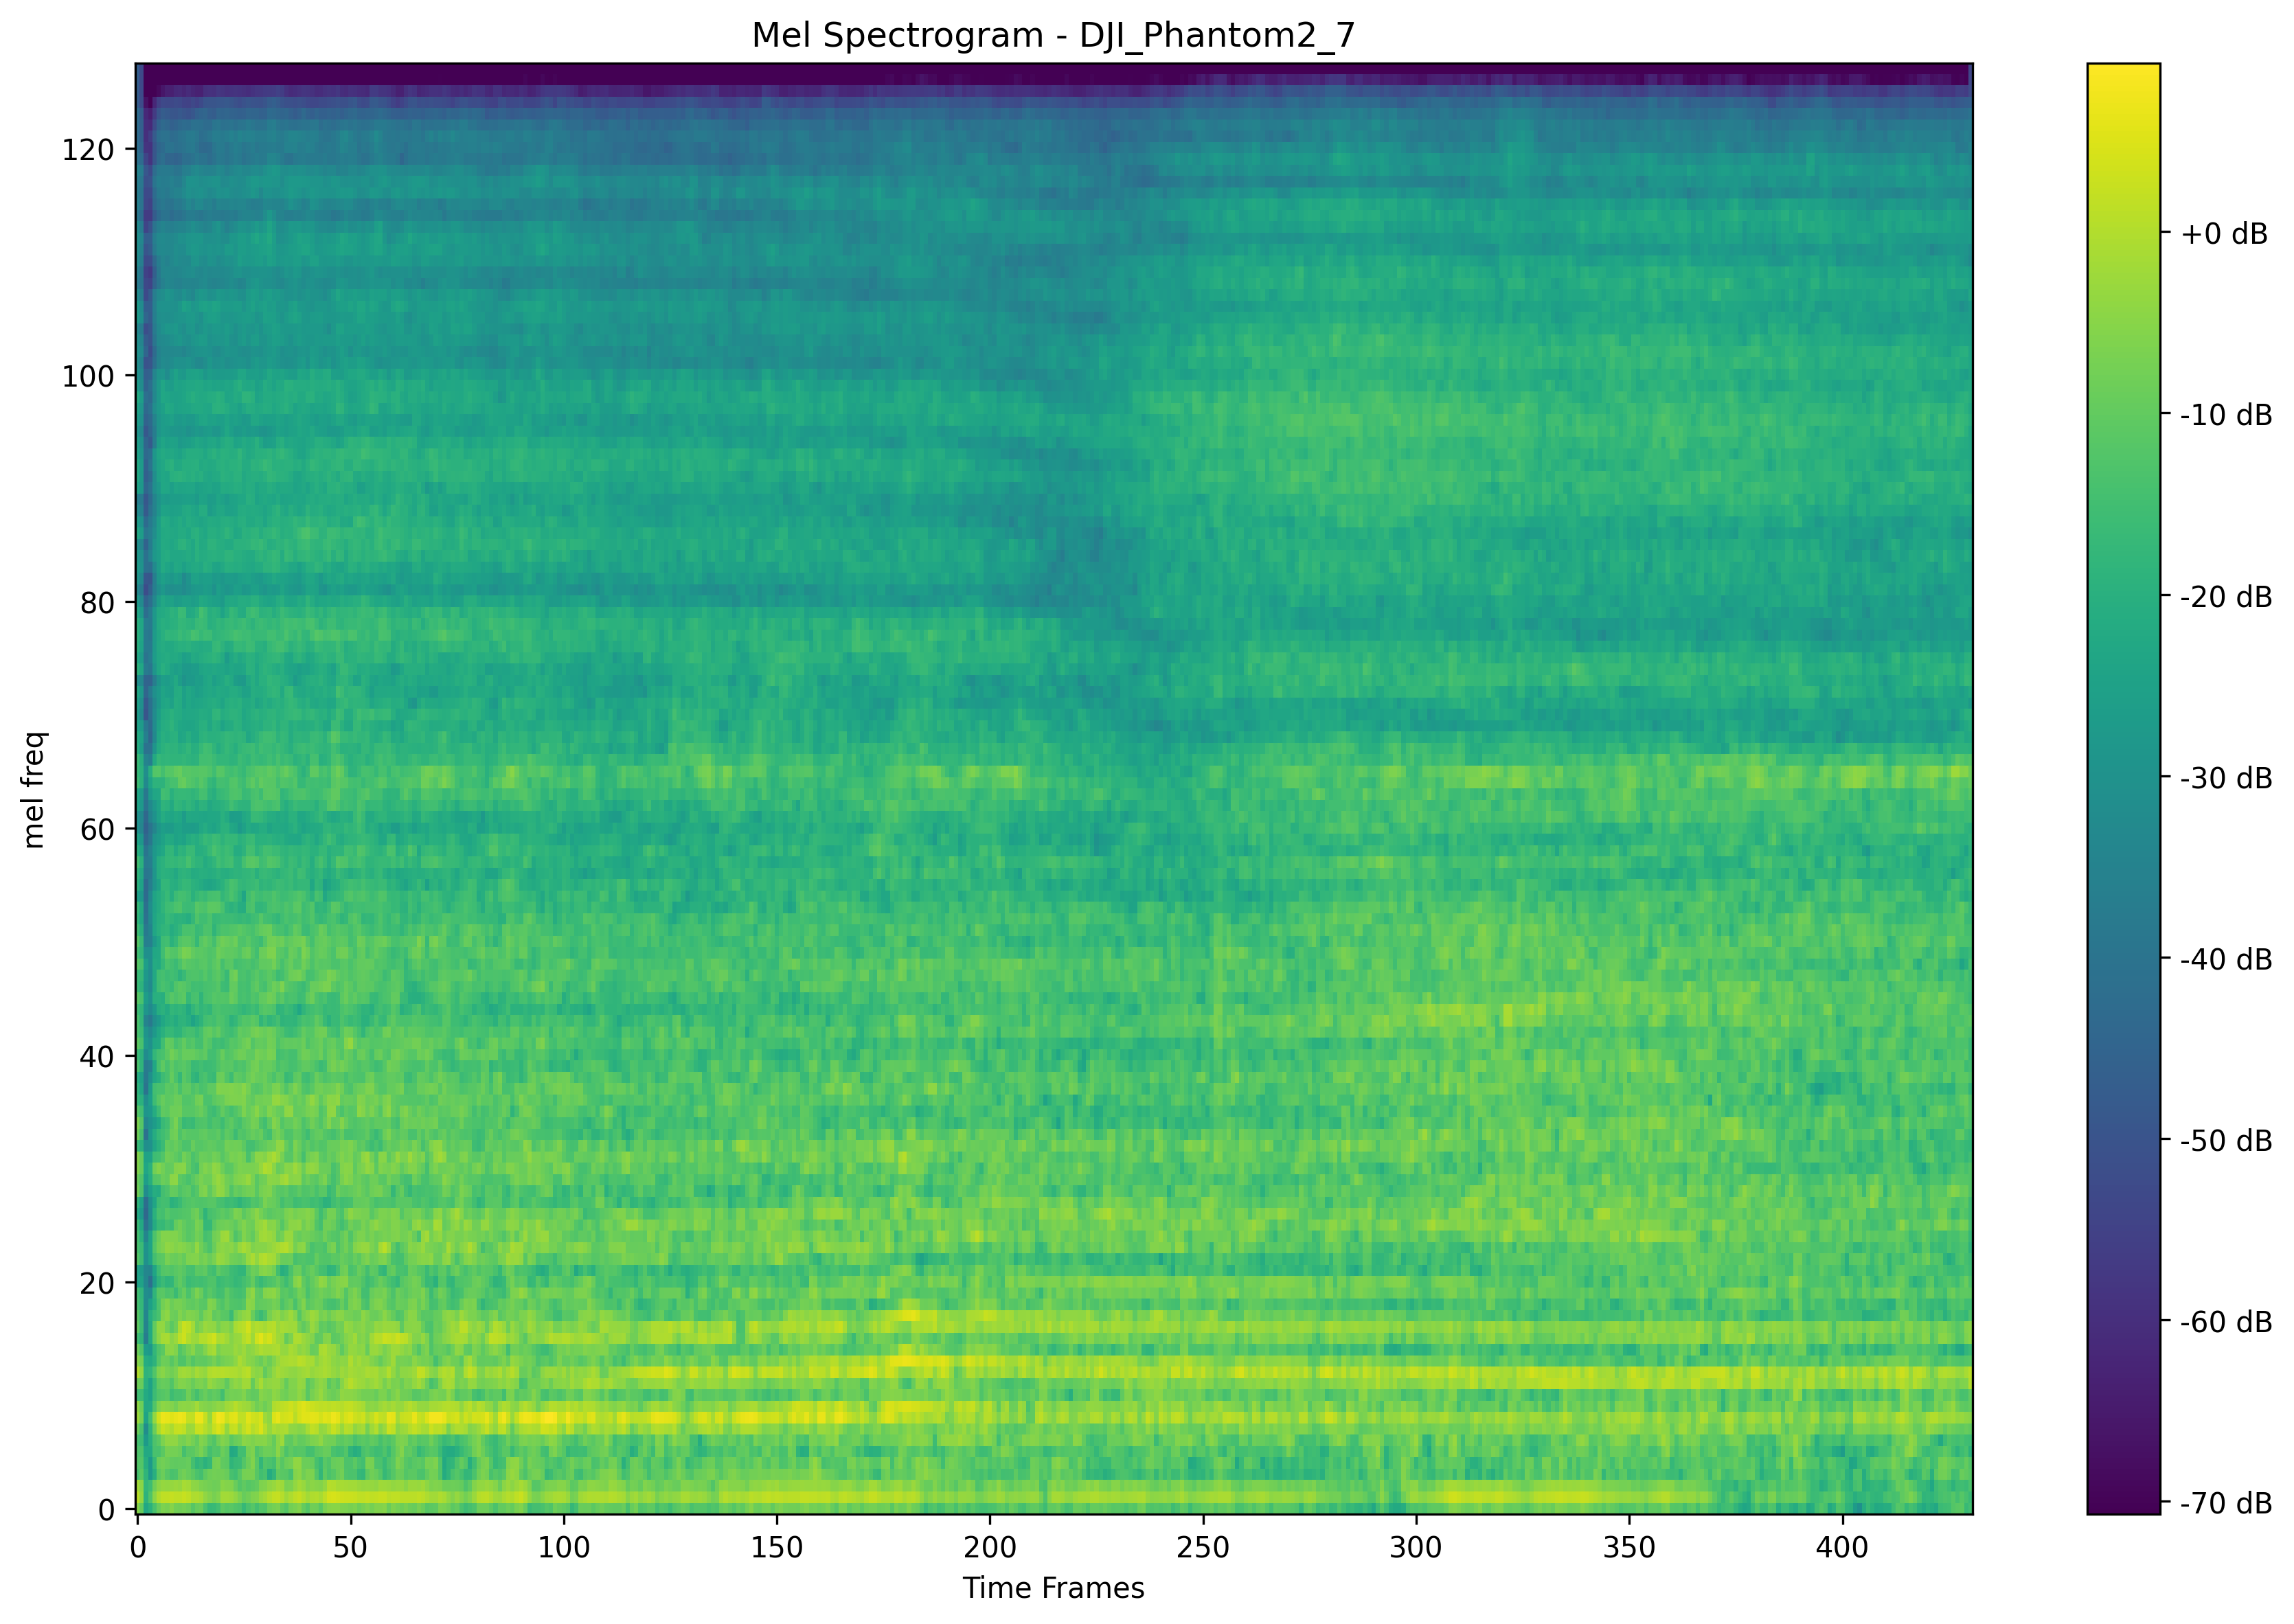 Mel Spectrogram - DJI_Phantom2_7
120
100
80
60
40
20
0
mel freq
0 50 100 150 200 250 300 350 400
Time Frames
+0 dB
-10 dB
-20 dB
-30 dB
-40 dB
-50 dB
-60 dB
-70 dB